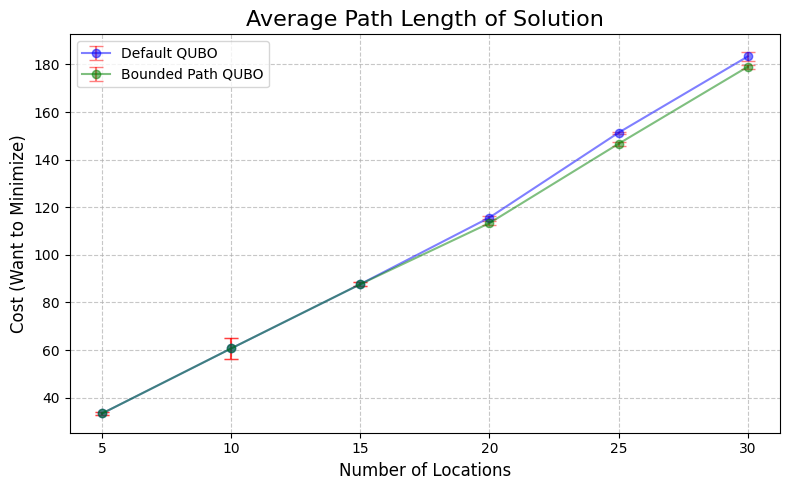 Average Path Length of Solution
Default QUBO
Bounded Path QUBO
Cost (Want to Minimize)
180
160
140
120
100
80
60
40
5 10 15 20 25 30
Number of Locations